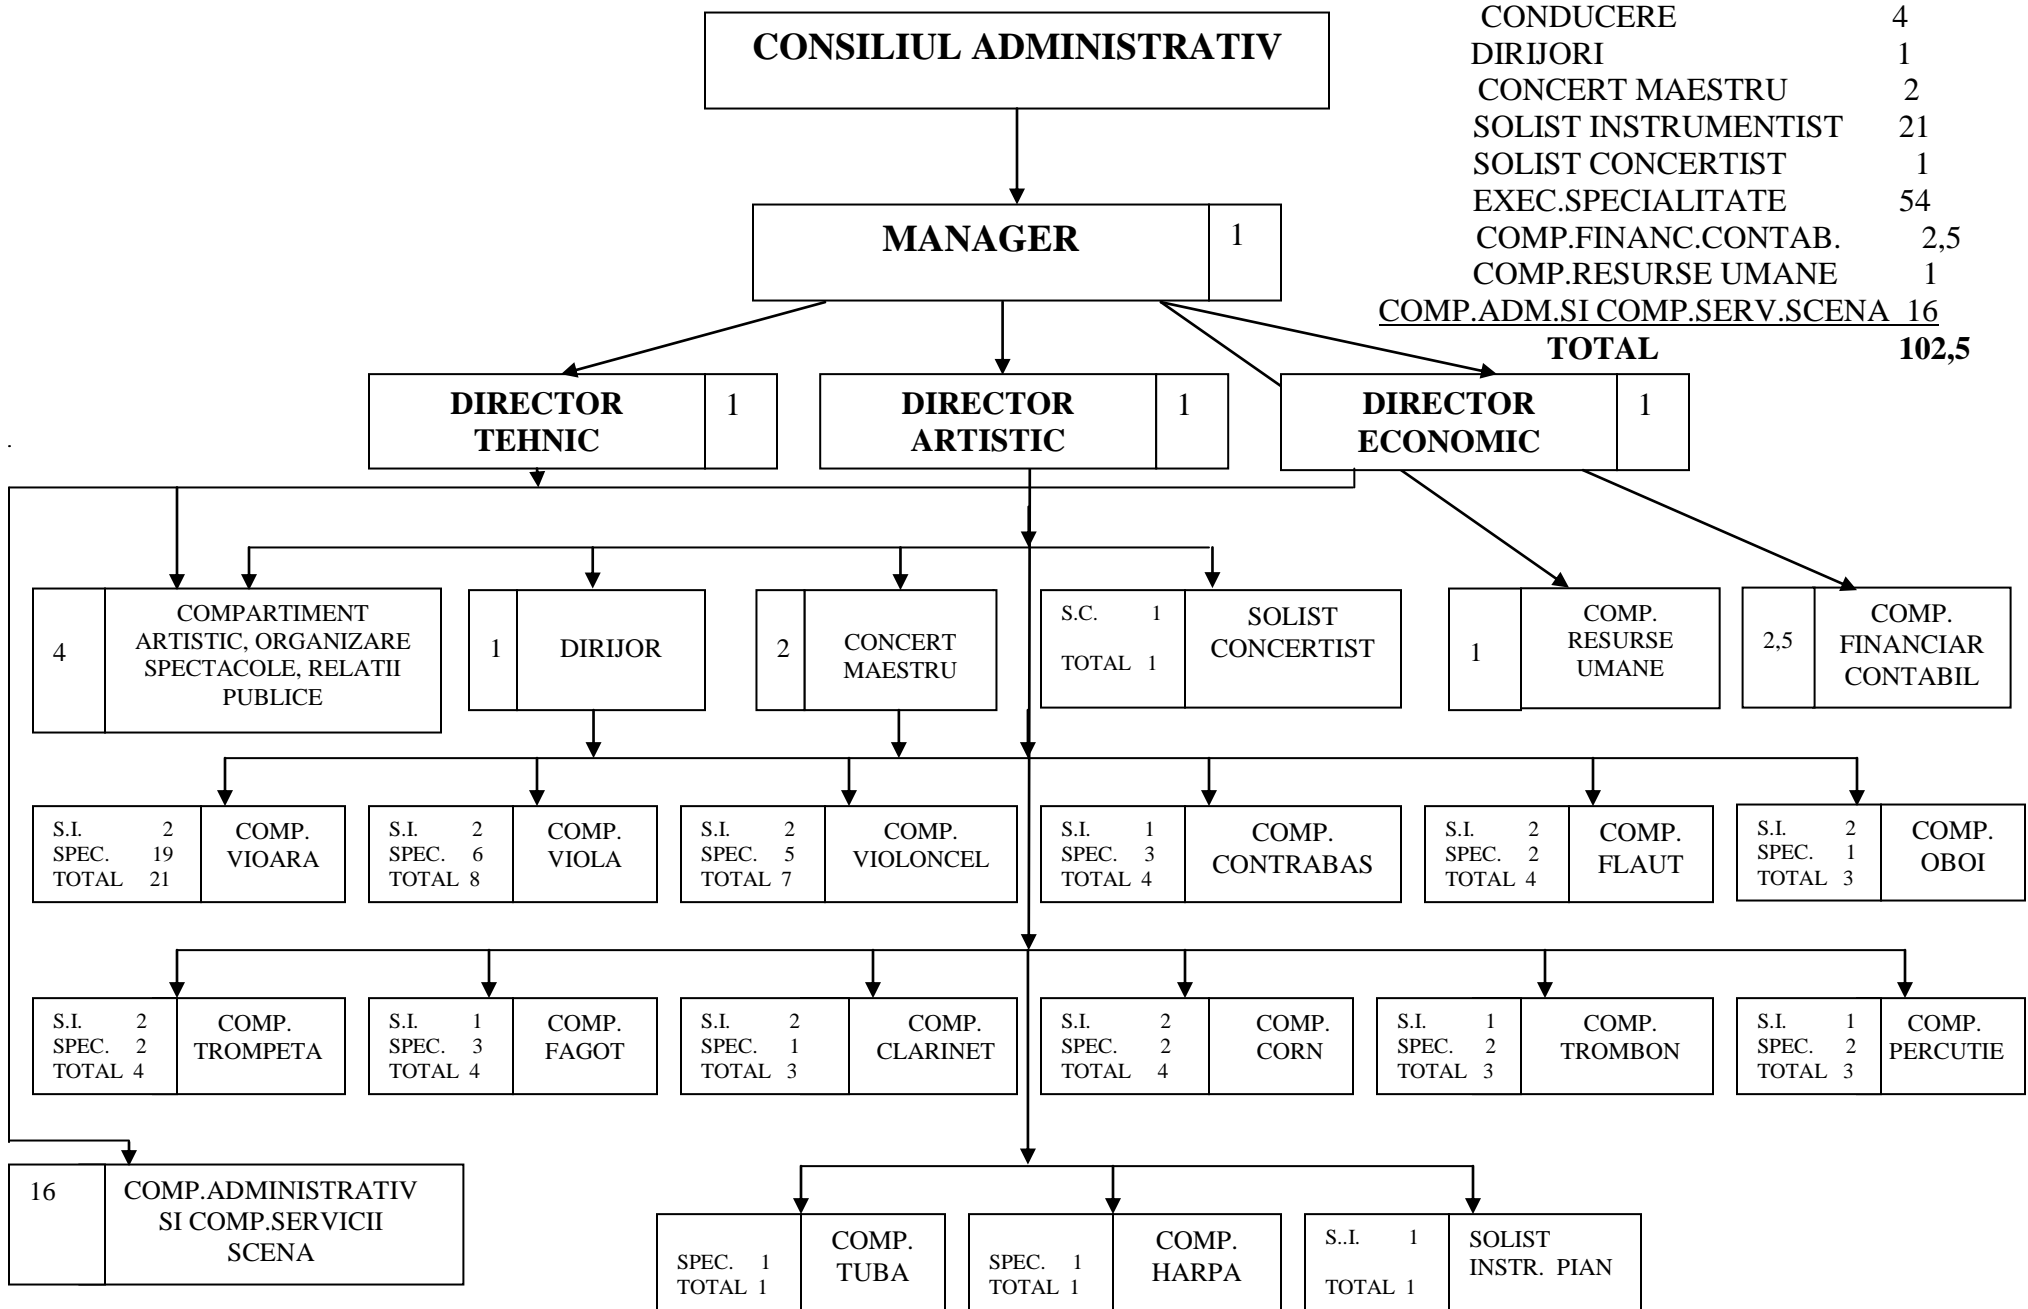 CONSILIUL ADMINISTRATIV
CONDUCERE 4
DIRIJORI 1
CONCERT MAESTRU 2
SOLIST INSTRUMENTIST 21
SOLIST CONCERTIST 1
EXEC.SPECIALITATE 54
COMP.FINANC.CONTAB. 2,5
COMP.RESURSE UMANE 1
COMP.ADM.SI COMP.SERV.SCENA 16
TOTAL 102,5
MANAGER 1
DIRECTOR 1
TEHNIC
DIRECTOR 1
ARTISTIC
DIRECTOR 1
ECONOMIC
4
COMPARTIMENT
ARTISTIC, ORGANIZARE
SPECTACOLE, RELATII
PUBLICE
1 DIRIJOR
2 CONCERT
MAESTRU
S.C. 1
TOTAL 1
SOLIST
CONCERTIST
1
COMP.
RESURSE
UMANE
2,5
COMP.
FINANCIAR
CONTABIL
S.I. 2
SPEC. 19
TOTAL 21
COMP.
VIOARA
S.I. 2
SPEC. 6
TOTAL 8
COMP.
VIOLA
S.I. 2
SPEC. 5
TOTAL 7
COMP.
VIOLONCEL
S.I. 1
SPEC. 3
TOTAL 4
COMP.
CONTRABAS
S.I. 2
SPEC. 2
TOTAL 4
COMP.
FLAUT
S.I. 2
SPEC. 1
TOTAL 3
COMP.
OBOI
S.I. 2
SPEC. 2
TOTAL 4
COMP.
TROMPETA
S.I. 1
SPEC. 3
TOTAL 4
COMP.
FAGOT
S.I. 2
SPEC. 1
TOTAL 3
COMP.
CLARINET
S.I. 2
SPEC. 2
TOTAL 4
COMP.
CORN
S.I. 1
SPEC. 2
TOTAL 3
COMP.
TROMBON
S.I. 1
SPEC. 2
TOTAL 3
COMP.
PERCUTIE
16
COMP.ADMINISTRATIV
SI COMP.SERVICII
SCENA
SPEC. 1
TOTAL 1
COMP.
TUBA
SPEC. 1
TOTAL 1
COMP.
HARPA
S..I. 1
TOTAL 1
SOLIST
INSTR. PIAN